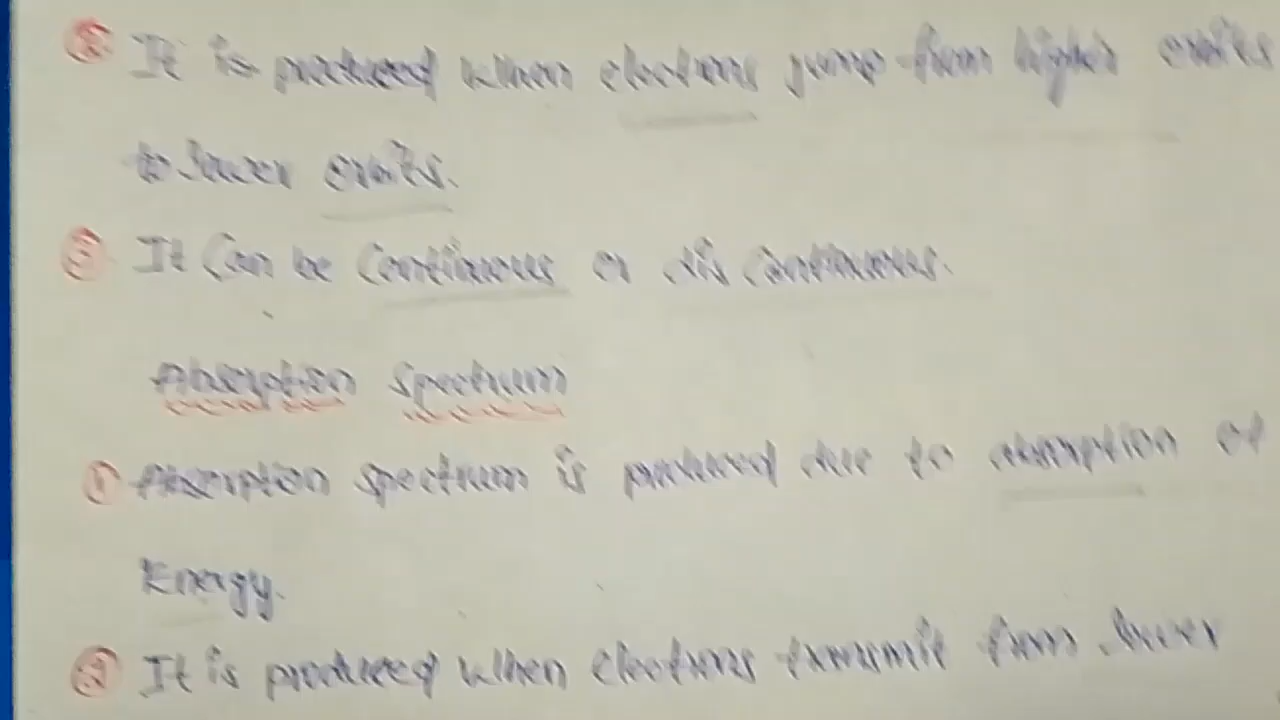 ② It is produced when electrons jump from higher orbits
to lower orbits.
③ It can be continuous or discontinuous.
Absorption spectrum
① Absorption spectrum is produced due to absorption of
Energy.
② It is produced when electrons transmit from lower